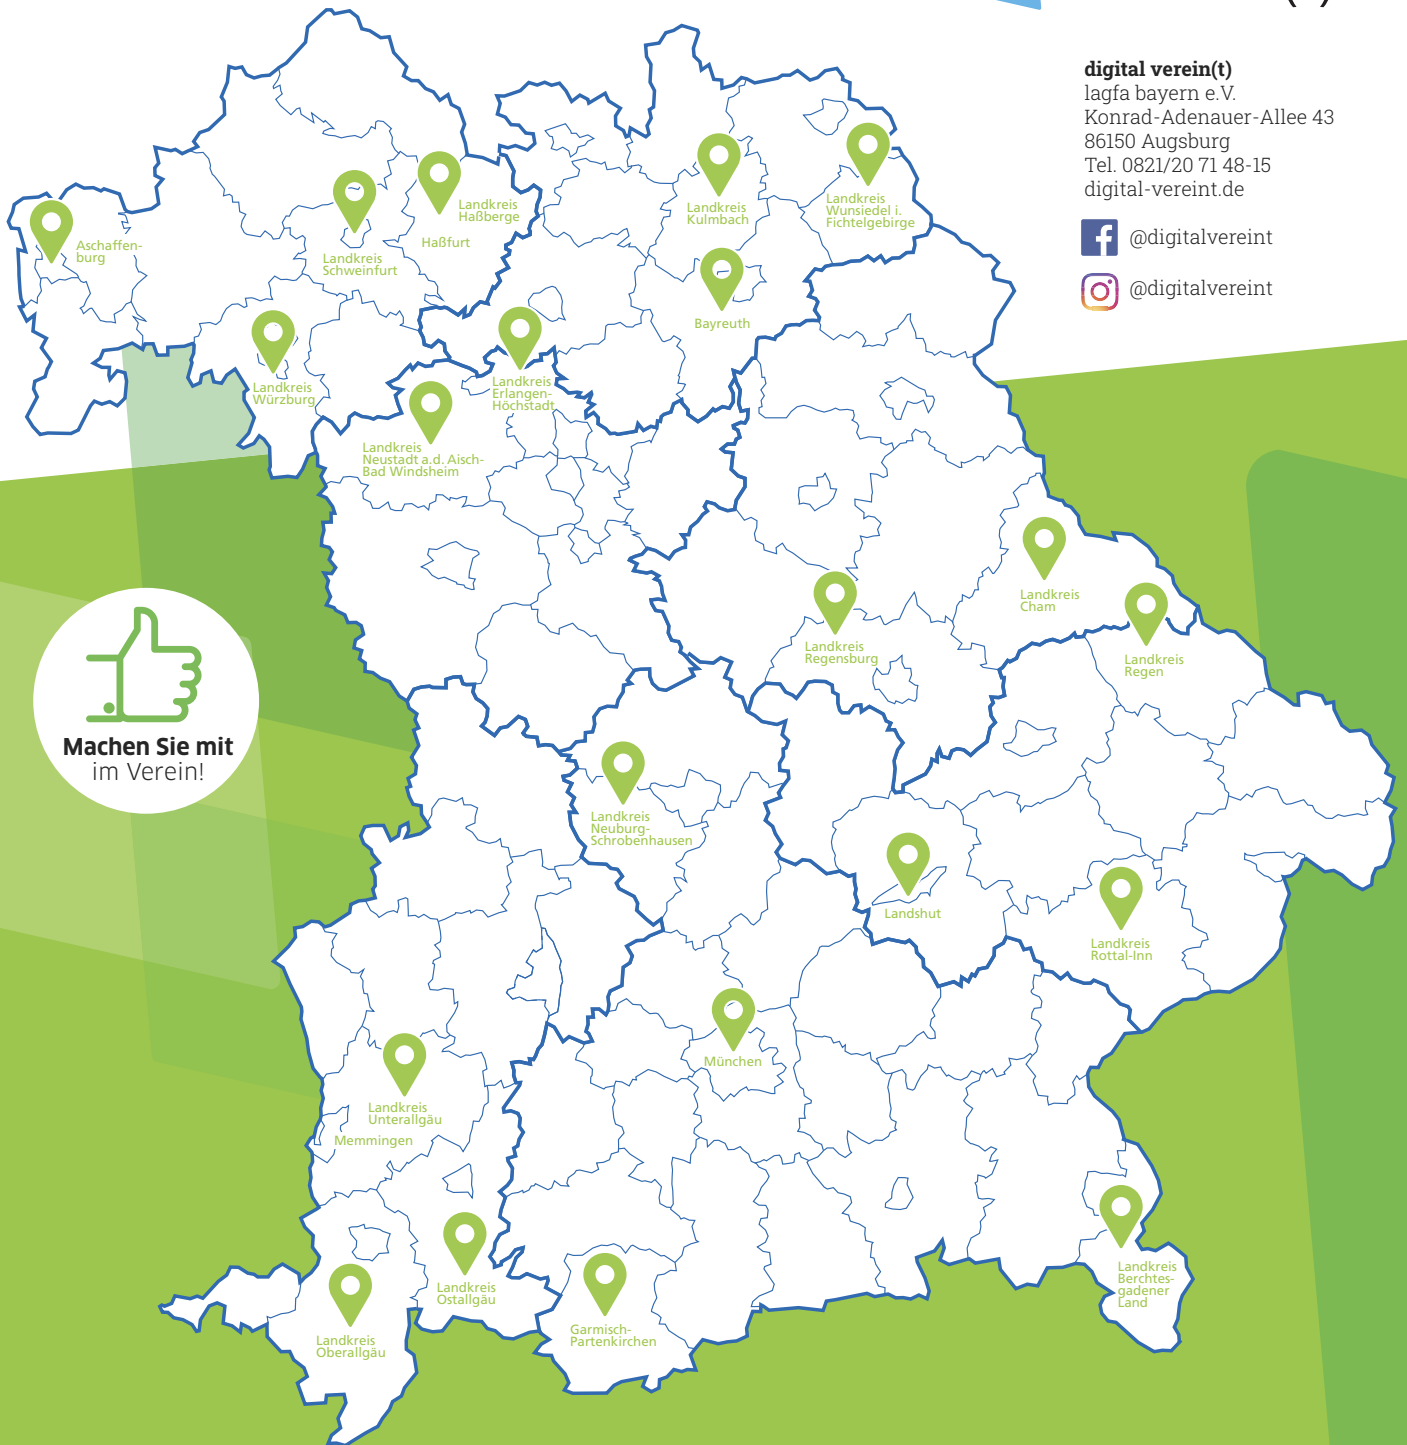 digital verein(t)
lagfa bayern e.V.
Konrad-Adenauer-Allee 43
86150 Augsburg
Tel. 0821/20 71 48-15
digital-vereint.de
@digitalvereint
@digitalvereint
Aschaffen-
burg
Landkreis
Schweinfurt
Landkreis
Haßberge
Haßfurt
Landkreis
Kulmbach
Landkreis
Wunsiedel i.
Fichtelgebirge
Bayreuth
Landkreis
Würzburg
Landkreis
Erlangen-
Höchstadt
Landkreis
Neustadt a.d. Aisch-
Bad Windsheim
Landkreis
Cham
Landkreis
Regensburg
Landkreis
Regen
Machen Sie mit
im Verein!
Landkreis
Neuburg-
Schrobenhausen
Landshut
Landkreis
Rottal-Inn
München
Landkreis
Unterallgäu
Memmingen
Landkreis
Ostallgäu
Landkreis
Oberallgäu
Garmisch-
Partenkirchen
Landkreis
Berchtes-
gadener
Land